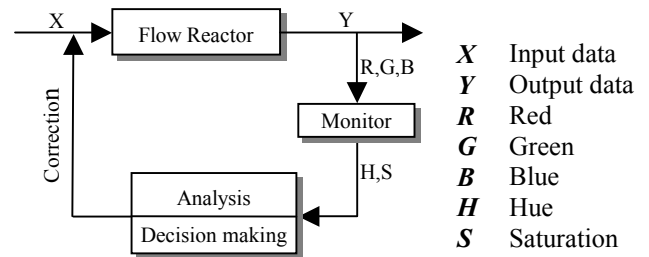 X
Flow Reactor
Y
R,G,B
Monitor
H,S
Analysis
Decision making
Correction
X Input data
Y Output data
R Red
G Green
B Blue
H Hue
S Saturation